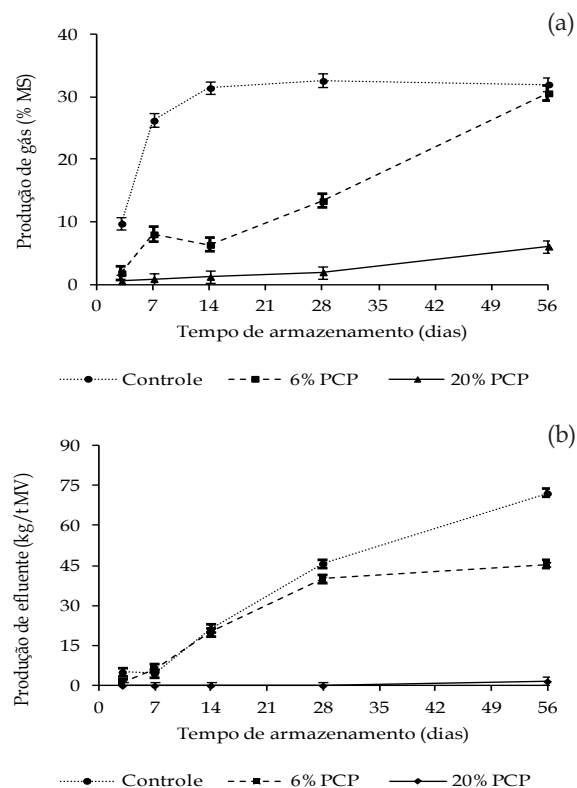 (a)
Produção de gás (% MS)
40
30
20
10
0
0 7 14 21 28 35 42 49 56
Tempo de armazenamento (dias)
Controle 6% PCP 20% PCP
(b)
Produção de efluente (kg/t MV)
90
75
60
45
30
15
0
0 7 14 21 28 35 42 49 56
Tempo de armazenamento (dias)
Controle 6% PCP 20% PCP